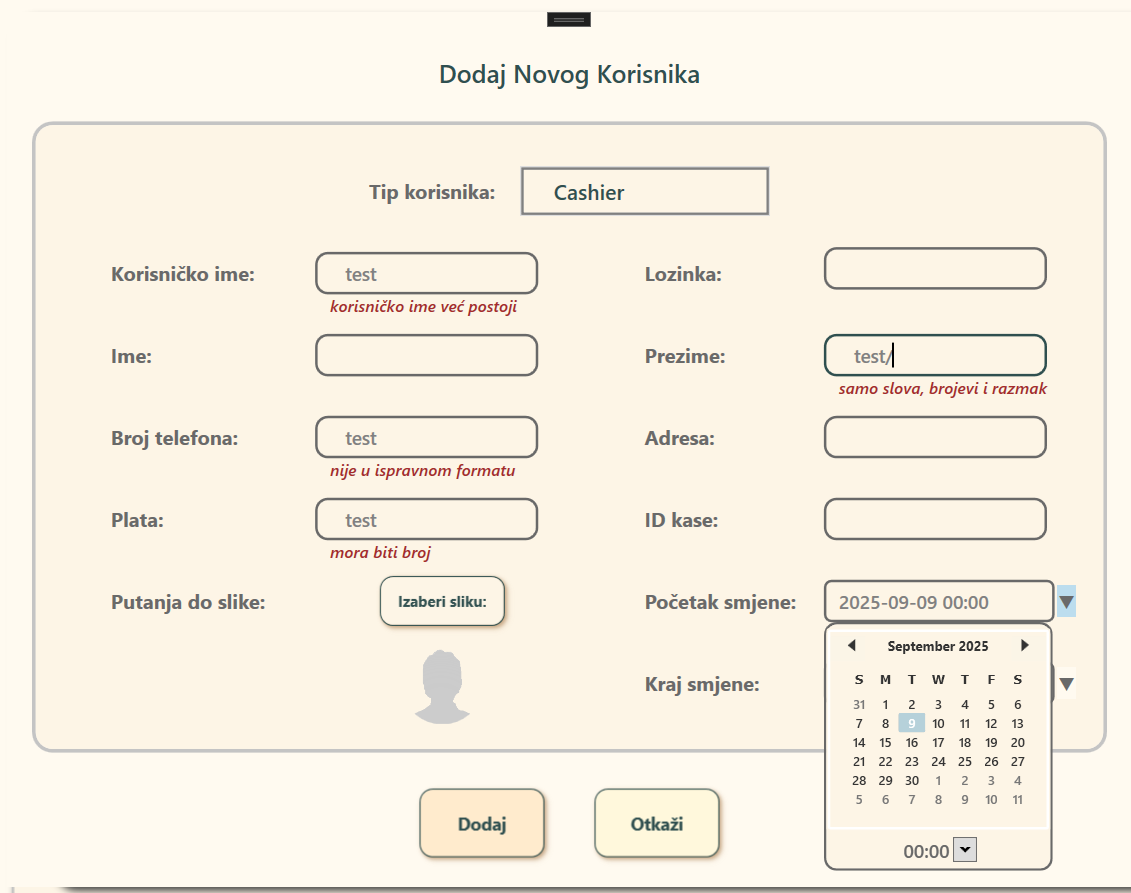 Dodaj Novog Korisnika
Tip korisnika: Cashier
Korisničko ime: test
korisničko ime već postoji
Lozinka:
Ime:
Prezime: test/
samo slova, brojevi i razmak
Broj telefona: test
nije u ispravnom formatu
Adresa:
Plata: test
mora biti broj
ID kase:
Putanja do slike: Izaberi sliku:
Početak smjene: 2025-09-09 00:00
September 2025
S M T W T F S
31 1 2 3 4 5 6
7 8 9 10 11 12 13
14 15 16 17 18 19 20
21 22 23 24 25 26 27
28 29 30 1 2 3 4
5 6 7 8 9 10 11
00:00
Kraj smjene:
Dodaj
Otkaži